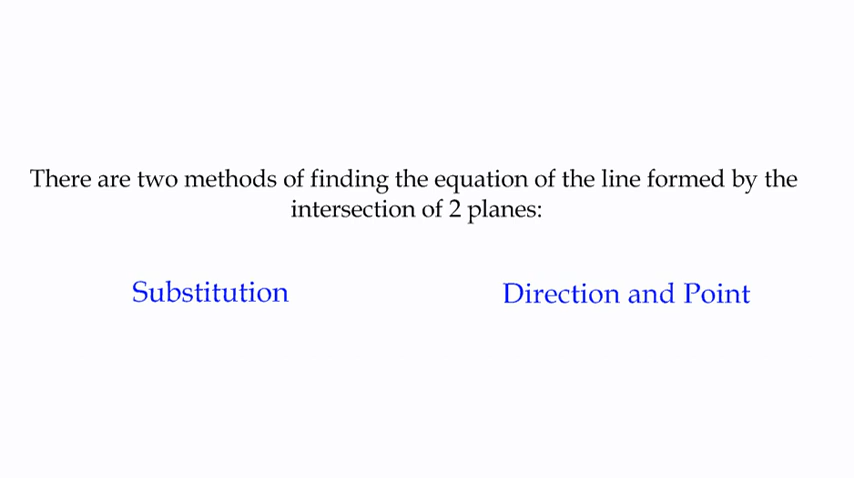 There are two methods of finding the equation of the line formed by the
intersection of 2 planes:
Substitution
Direction and Point